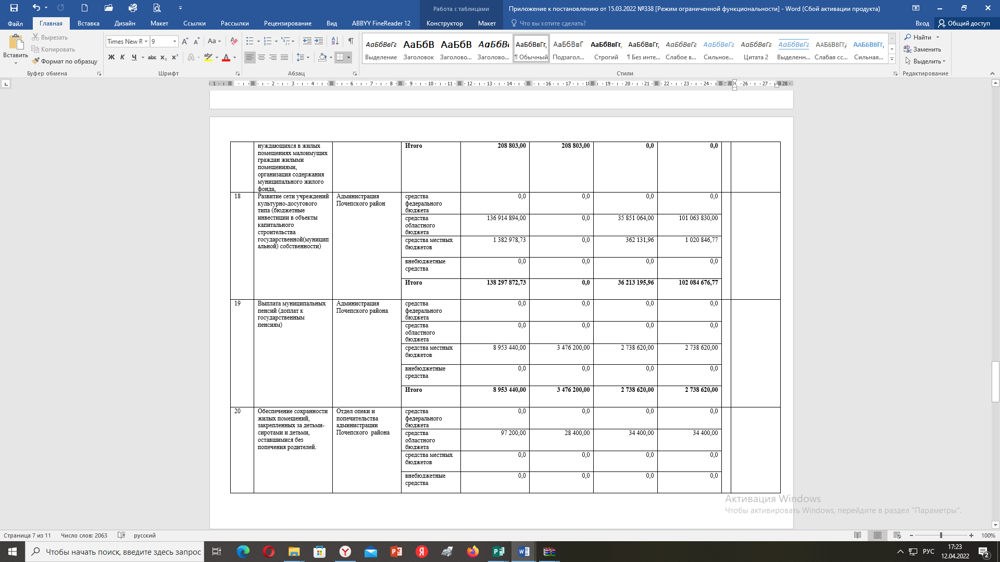 Работа с таблицами
Приложение к постановлению от 15.03.2022 №338 [Режим ограниченной функциональности] - Word (Сбой активации продукта)
Файл Главная Вставка Дизайн Макет Ссылки Рассылки Рецензирование Вид ABBYY FineReader 12 Конструктор Макет Что вы хотите сделать? Вход Общий доступ
Вставить
Вырезать
Копировать
Формат по образцу
Буфер обмена
Times New R 9
Ж К Ч abc x₂ x²
Шрифт
Абзац
АаБбВвГг АаБбВ АаБбВ АаБбВ АаБбВвГг, АаБбВвГ АаБбВвГг, АаБбВвГг, АаБбВвГг АаБбВвГг АаБбВвГг АаБбВвГг ААББВВГГ, ААББВВГГ,
Выделение Заголовок Заголово... Заголово... ¶ Обычный Подзагол... Строгий ¶ Без инте... Слабое в... Сильное... Цитата 2 Выделенн... Слабая сс... Сильная...
Стили
Найти
Заменить
Выделить
Редактирование
1 2 3 4 6 7 8 9 10 11 12 13 14 16 17 18 19 20 21 22 23 24 26 27 28
нуждающихся в жилых
помещениях малоимущих
граждан жилыми
помещениями,
организация содержания
муниципального жилого
фонда,
Итого 208 803,00 208 803,00 0,0 0,0
18
Развитие сети учреждений
культурно-досугового
типа (бюджетные
инвестиции в объекты
капитального
строительства
государственной(муницип
альной) собственности)
Администрация
Почепского район
средства
федерального
бюджета
0,0 0,0 0,0 0,0
средства
областного
бюджета
136 914 894,00 0,0 35 851 064,00 101 063 830,00
средства местных
бюджетов
1 382 978,73 0,0 362 131,96 1 020 846,77
внебюджетные
средства
0,0 0,0 0,0 0,0
Итого 138 297 872,73 0,0 36 213 195,96 102 084 676,77
19
Выплата муниципальных
пенсий (доплат к
государственным
пенсиям)
Администрация
Почепского района
средства
федерального
бюджета
0,0 0,0 0,0 0,0
средства
областного
бюджета
0,0 0,0 0,0 0,0
средства местных
бюджетов
8 953 440,00 3 476 200,00 2 738 620,00 2 738 620,00
внебюджетные
средства
0,0 0,0 0,0 0,0
Итого 8 953 440,00 3 476 200,00 2 738 620,00 2 738 620,00
20
Обеспечение сохранности
жилых помещений,
закрепленных за детьми-
сиротами и детьми,
оставшимися без
попечения родителей.
Отдел опеки и
попечительства
администрации
Почепского района
средства
федерального
бюджета
0,0 0,0 0,0 0,0
средства
областного
бюджета
97 200,00 28 400,00 34 400,00 34 400,00
средства местных
бюджетов
0,0 0,0 0,0 0,0
внебюджетные
средства
0,0 0,0 0,0 0,0
Активация Windows
Чтобы активировать Windows, перейдите в раздел "Параметры".
Страница 7 из 11 Число слов: 2063 русский 100%
Чтобы начать поиск, введите здесь запрос
РУС
17:23
12.04.2022
2